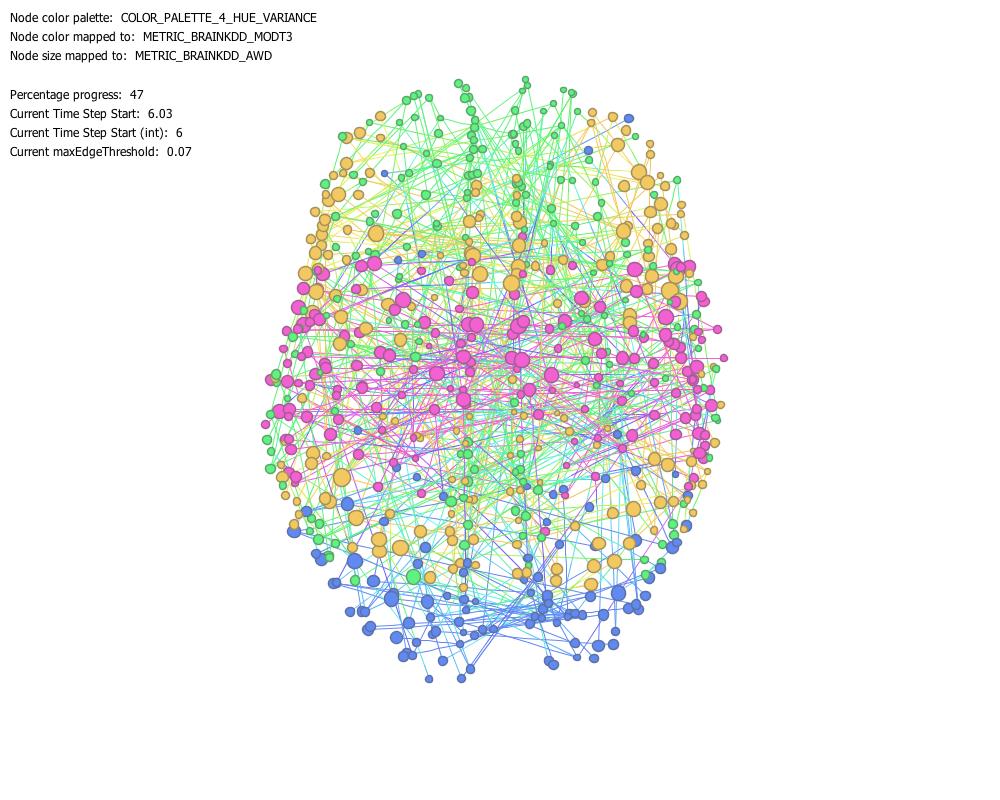 Node color palette:  COLOR_PALETTE_4_HUE_VARIANCE
Node color mapped to:  METRIC_BRAINKDD_MODT3
Node size mapped to:  METRIC_BRAINKDD_AWD
Percentage progress:  47
Current Time Step Start:  6.03
Current Time Step Start (int):  6
Current maxEdgeThreshold:  0.07